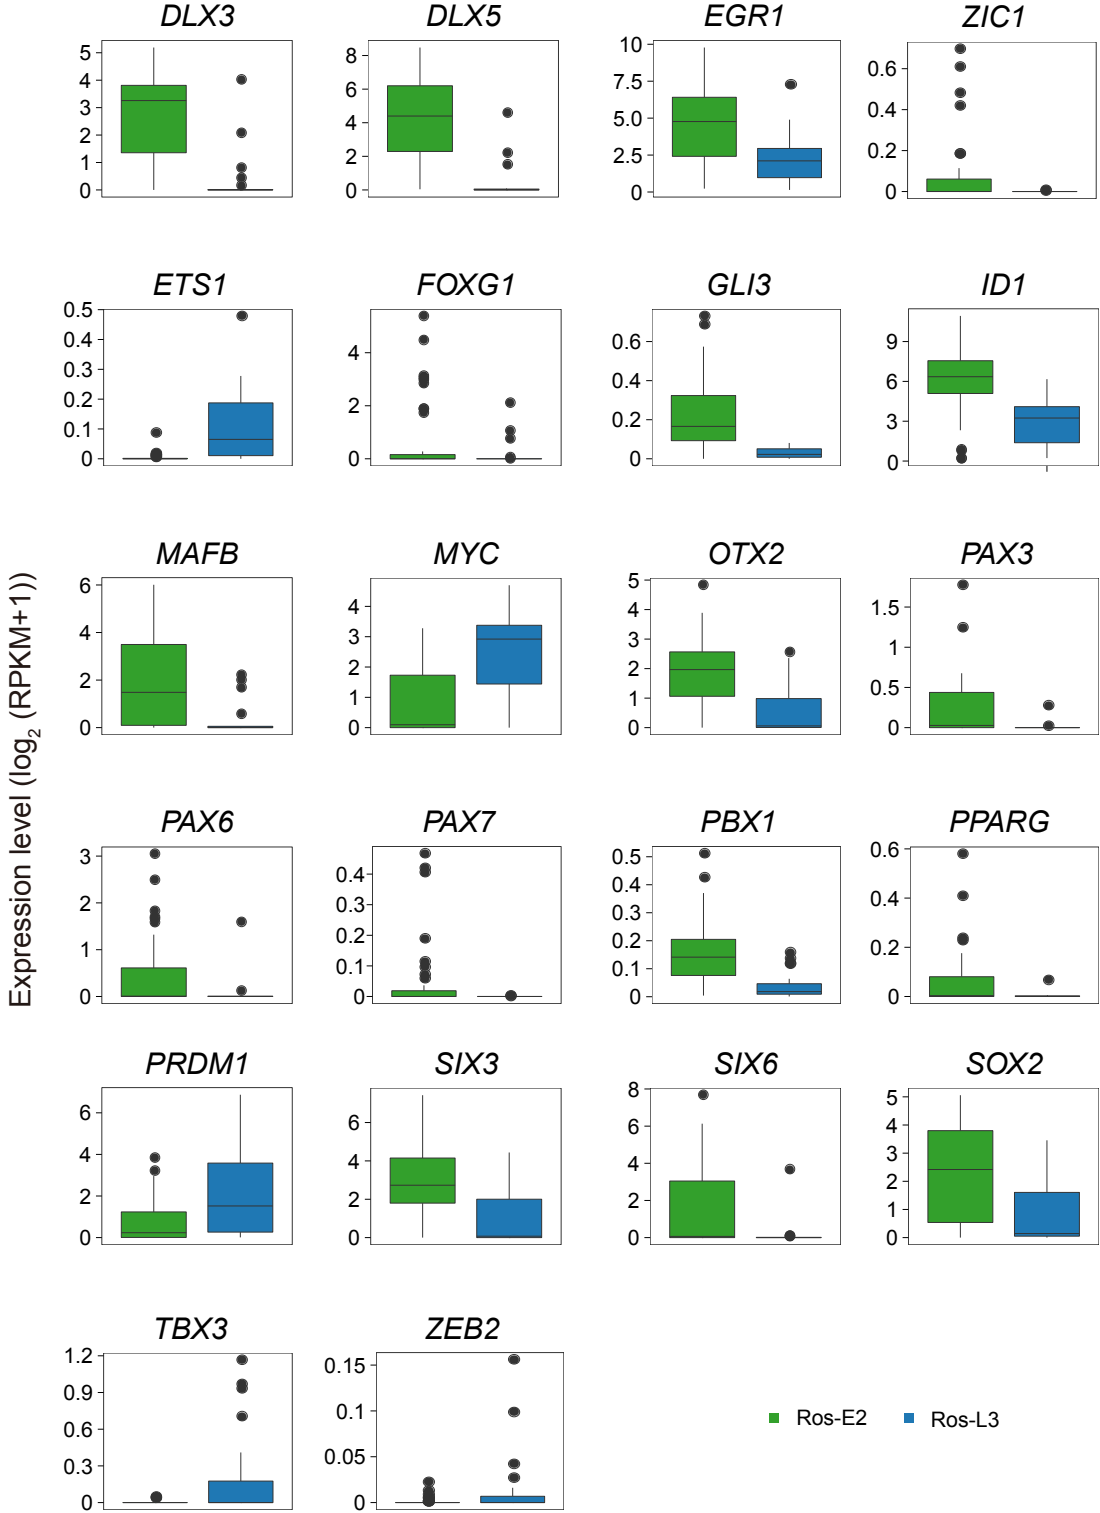 DLX3 DLX5 EGR1 ZIC1
5 4 3 2 1 0
8 6 4 2 0
10 7.5 5.0 2.5 0
0.6 0.4 0.2 0
ETS1 FOXG1 GLI3 ID1
0.5 0.4 0.3 0.2 0.1 0
4 2 0
0.6 0.4 0.2 0
9 6 3 0
Expression level (log2 (RPKM+1))
MAFB MYC OTX2 PAX3
6 4 2 0
4 3 2 1 0
5 4 3 2 1 0
1.5 1 0.5 0
PAX6 PAX7 PBX1 PPARG
3 2 1 0
0.4 0.3 0.2 0.1 0
0.5 0.4 0.3 0.2 0.1 0
0.6 0.4 0.2 0
PRDM1 SIX3 SIX6 SOX2
6 4 2 0
6 4 2 0
8 6 4 2 0
5 4 3 2 1 0
TBX3 ZEB2
1.2 0.9 0.6 0.3 0
0.15 0.1 0.05 0
Ros-E2 Ros-L3